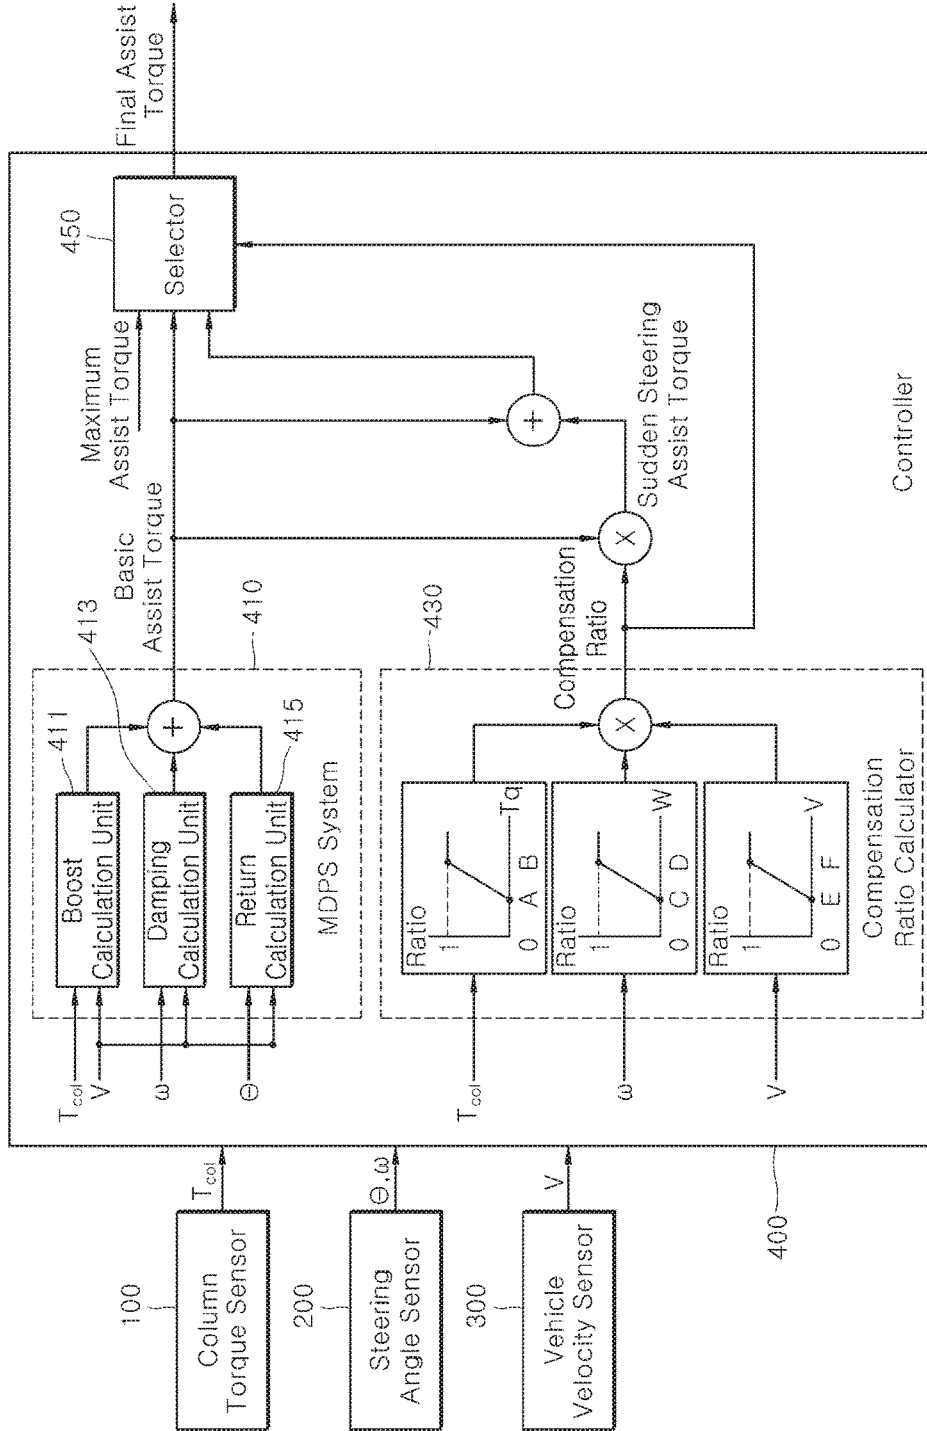 100
Column
Torque Sensor
T_col
200
Steering
Angle Sensor
Θ,ω
300
Vehicle
Velocity Sensor
V
400
T_col
V
ω
Θ
Boost
Calculation Unit
411
Damping
Calculation Unit
413
Return
Calculation Unit
415
+
MDPS System
410
Basic
Assist Torque
Maximum
Assist Torque
450
Selector
Final Assist
Torque
T_col
ω
V
Ratio
1
0
A B
Tq
Ratio
1
0
C D
W
Ratio
1
0
E F
V
X
430
Compensation
Ratio Calculator
Compensation
Ratio
X
+
Sudden Steering
Assist Torque
Controller